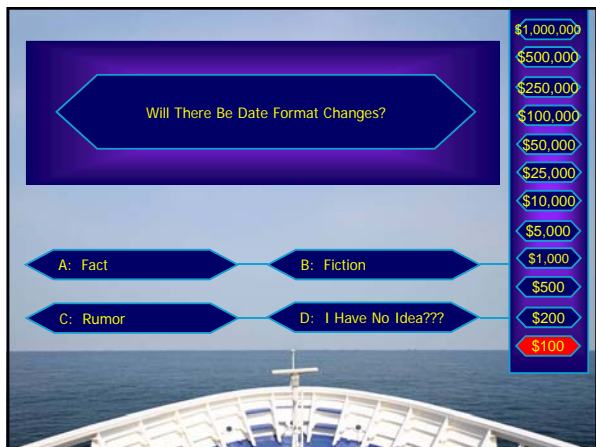 Will There Be Date Format Changes?
A: Fact
B: Fiction
C: Rumor
D: I Have No Idea???
$1,000,000
$500,000
$250,000
$100,000
$50,000
$25,000
$10,000
$5,000
$1,000
$500
$200
$100